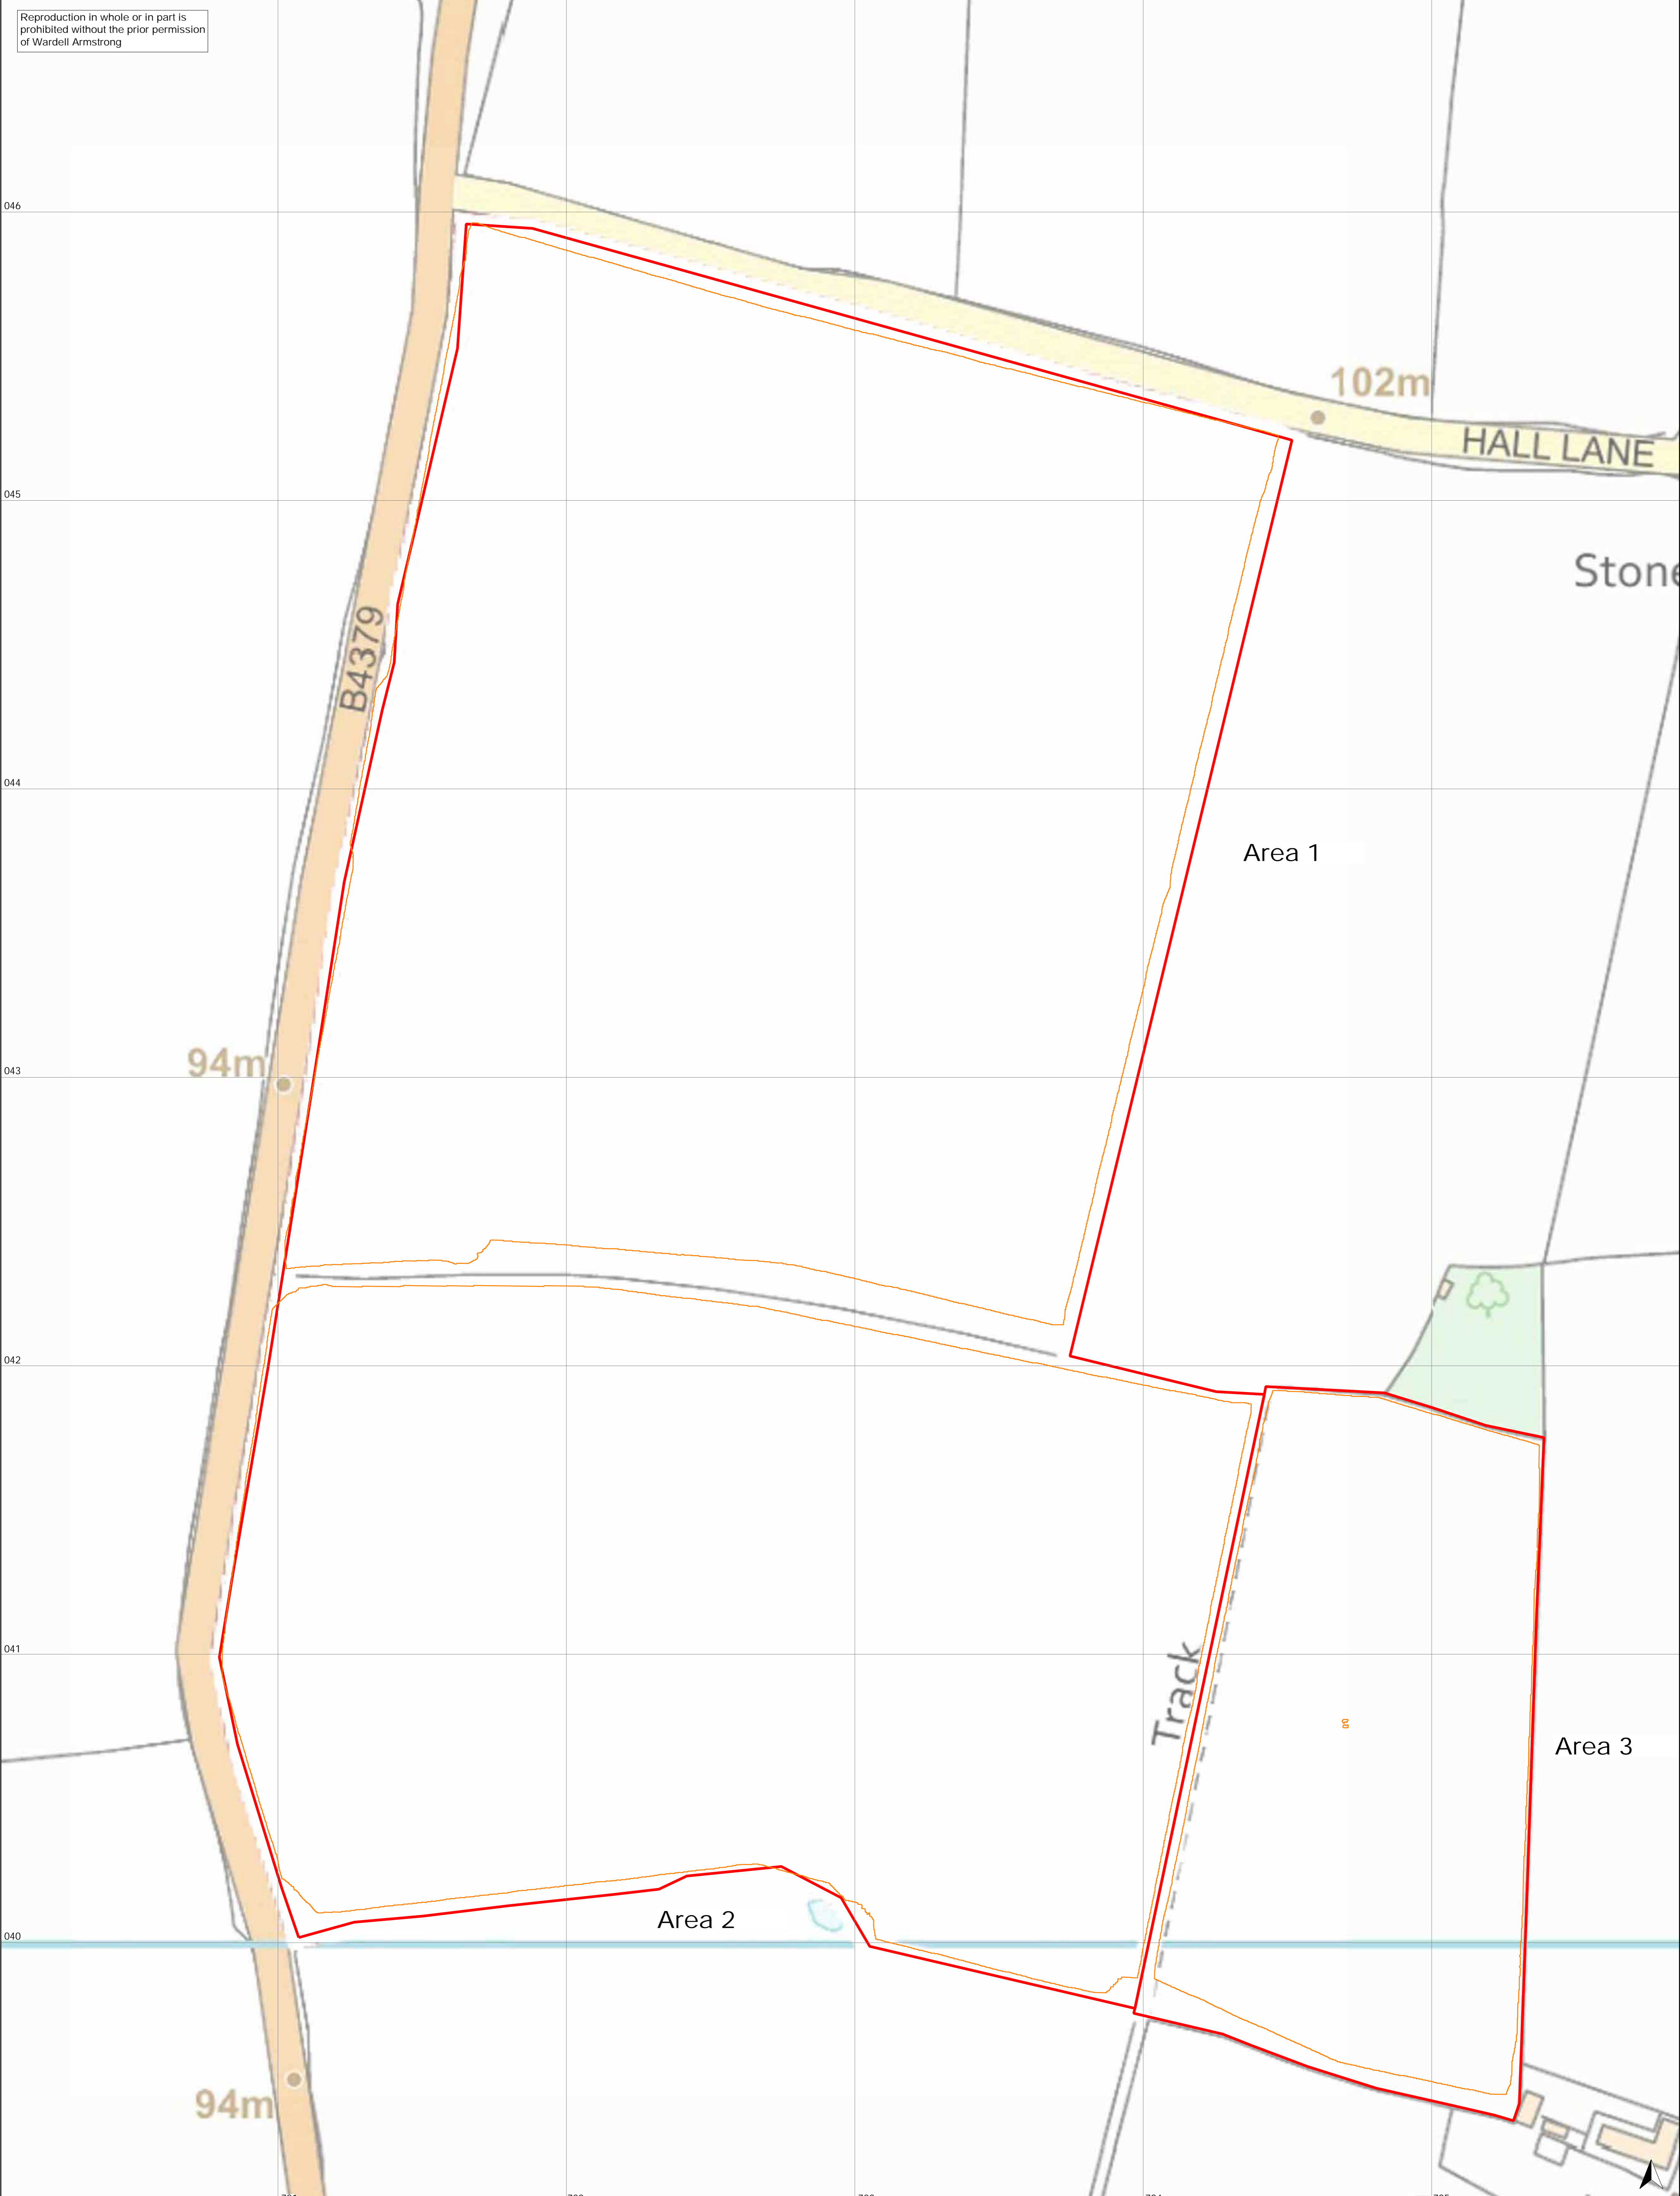 Reproduction in whole or in part is
prohibited without the prior permission
of Wardell Armstrong
046
102m
HALL LANE
045
Stone
B4379
044
Area 1
94m
043
042
041
Track
Area 3
Area 2
040
94m